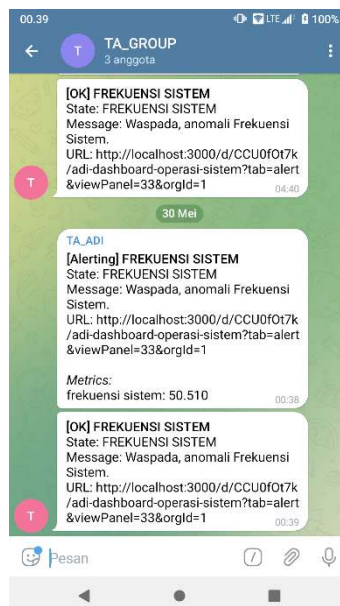 00.39
LTE
100%
T
TA_GROUP
3 anggota
[OK] FREKUENSI SISTEM
State: FREKUENSI SISTEM
Message: Waspada, anomali Frekuensi
Sistem.
URL: http://localhost:3000/d/CCU0fOt7k
/adi-dashboard-operasi-sistem?tab=alert
&viewPanel=33&orgId=1
04:40
T
30 Mei
TA_ADI
[Alerting] FREKUENSI SISTEM
State: FREKUENSI SISTEM
Message: Waspada, anomali Frekuensi
Sistem.
URL: http://localhost:3000/d/CCU0fOt7k
/adi-dashboard-operasi-sistem?tab=alert
&viewPanel=33&orgId=1
Metrics:
frekuensi sistem: 50.510
00:38
[OK] FREKUENSI SISTEM
State: FREKUENSI SISTEM
Message: Waspada, anomali Frekuensi
Sistem.
URL: http://localhost:3000/d/CCU0fOt7k
/adi-dashboard-operasi-sistem?tab=alert
&viewPanel=33&orgId=1
00:39
T
Pesan